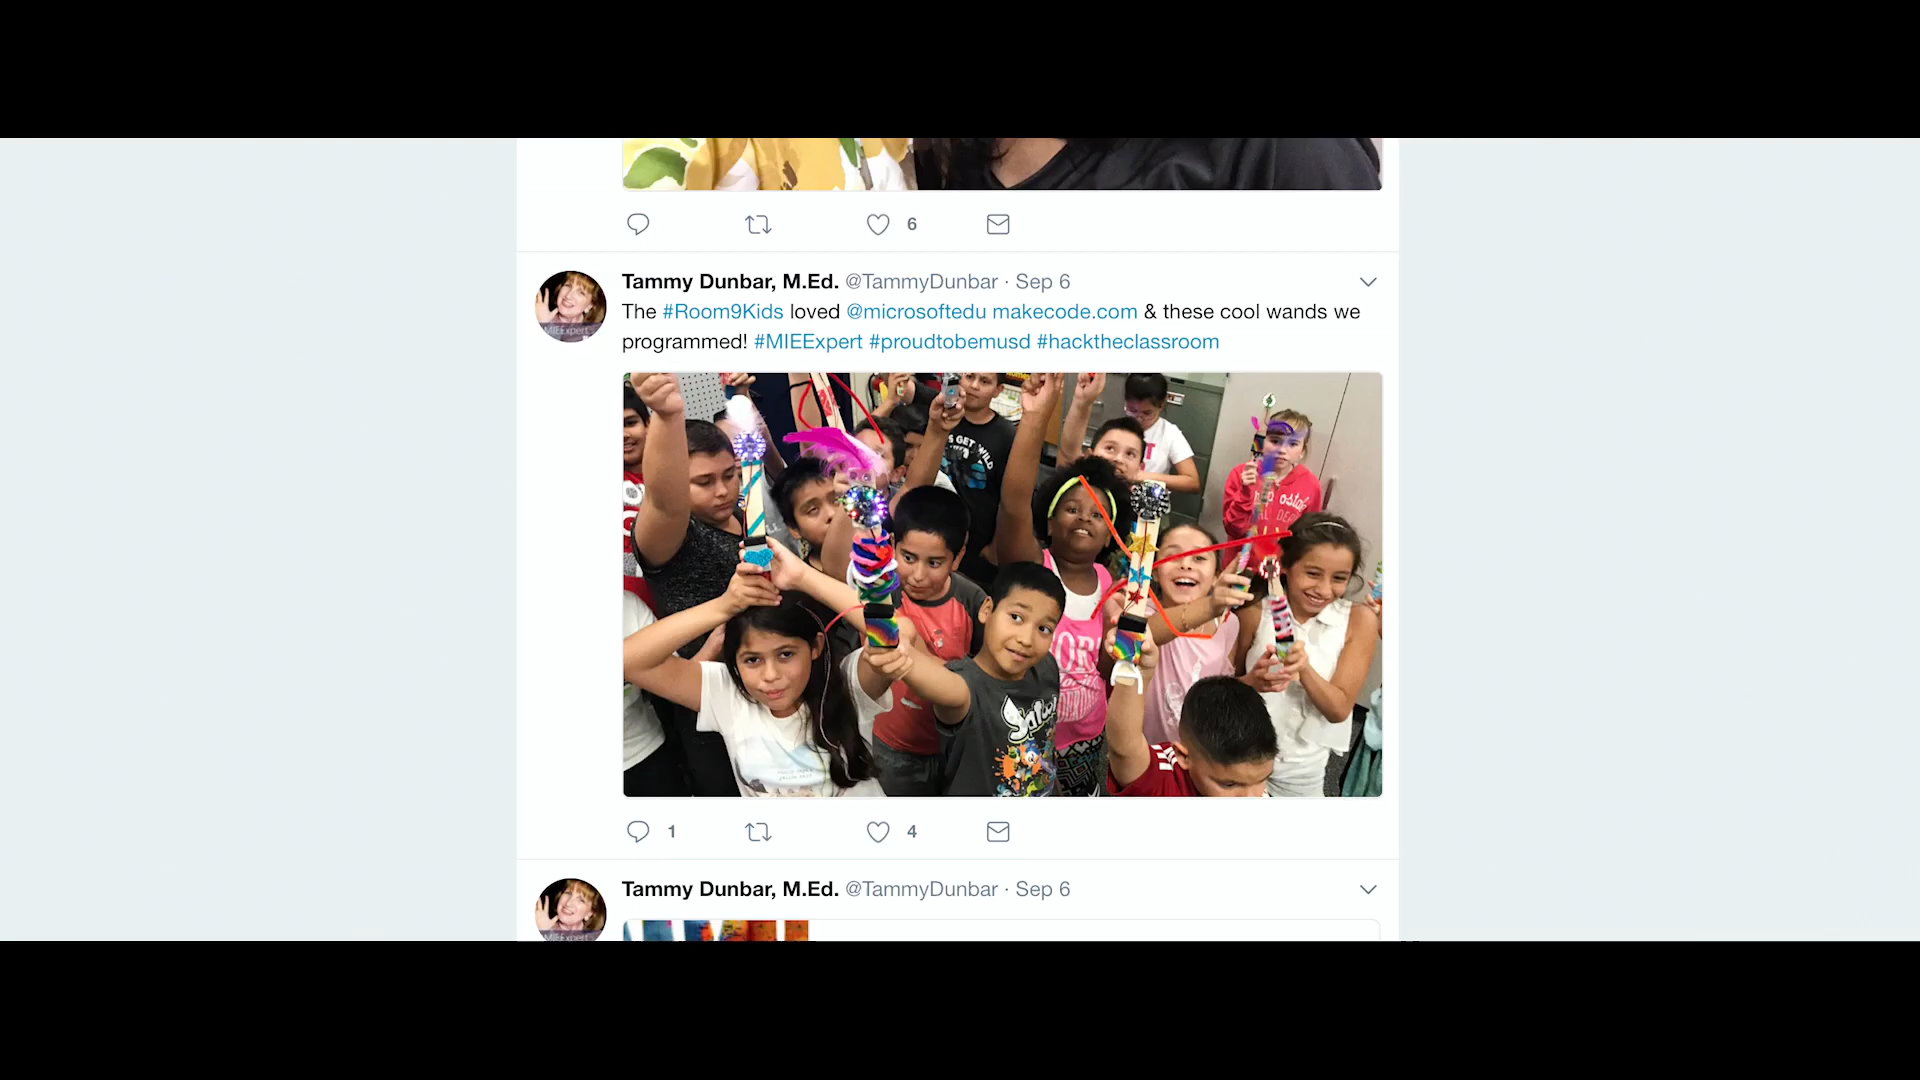 6
Tammy Dunbar, M.Ed. @TammyDunbar · Sep 6
The #Room9Kids loved @microsoftedu makecode.com & these cool wands we
programmed! #MIEExpert #proudtobemusd #hacktheclassroom
1
4
Tammy Dunbar, M.Ed. @TammyDunbar · Sep 6